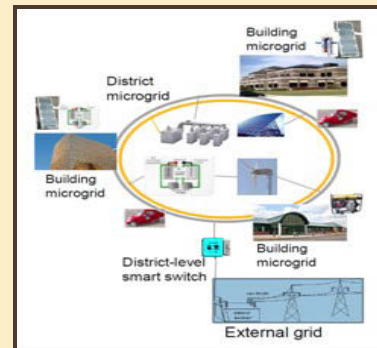 Building
microgrid
District
microgrid
Building
microgrid
Building
microgrid
District-level
smart switch
External grid